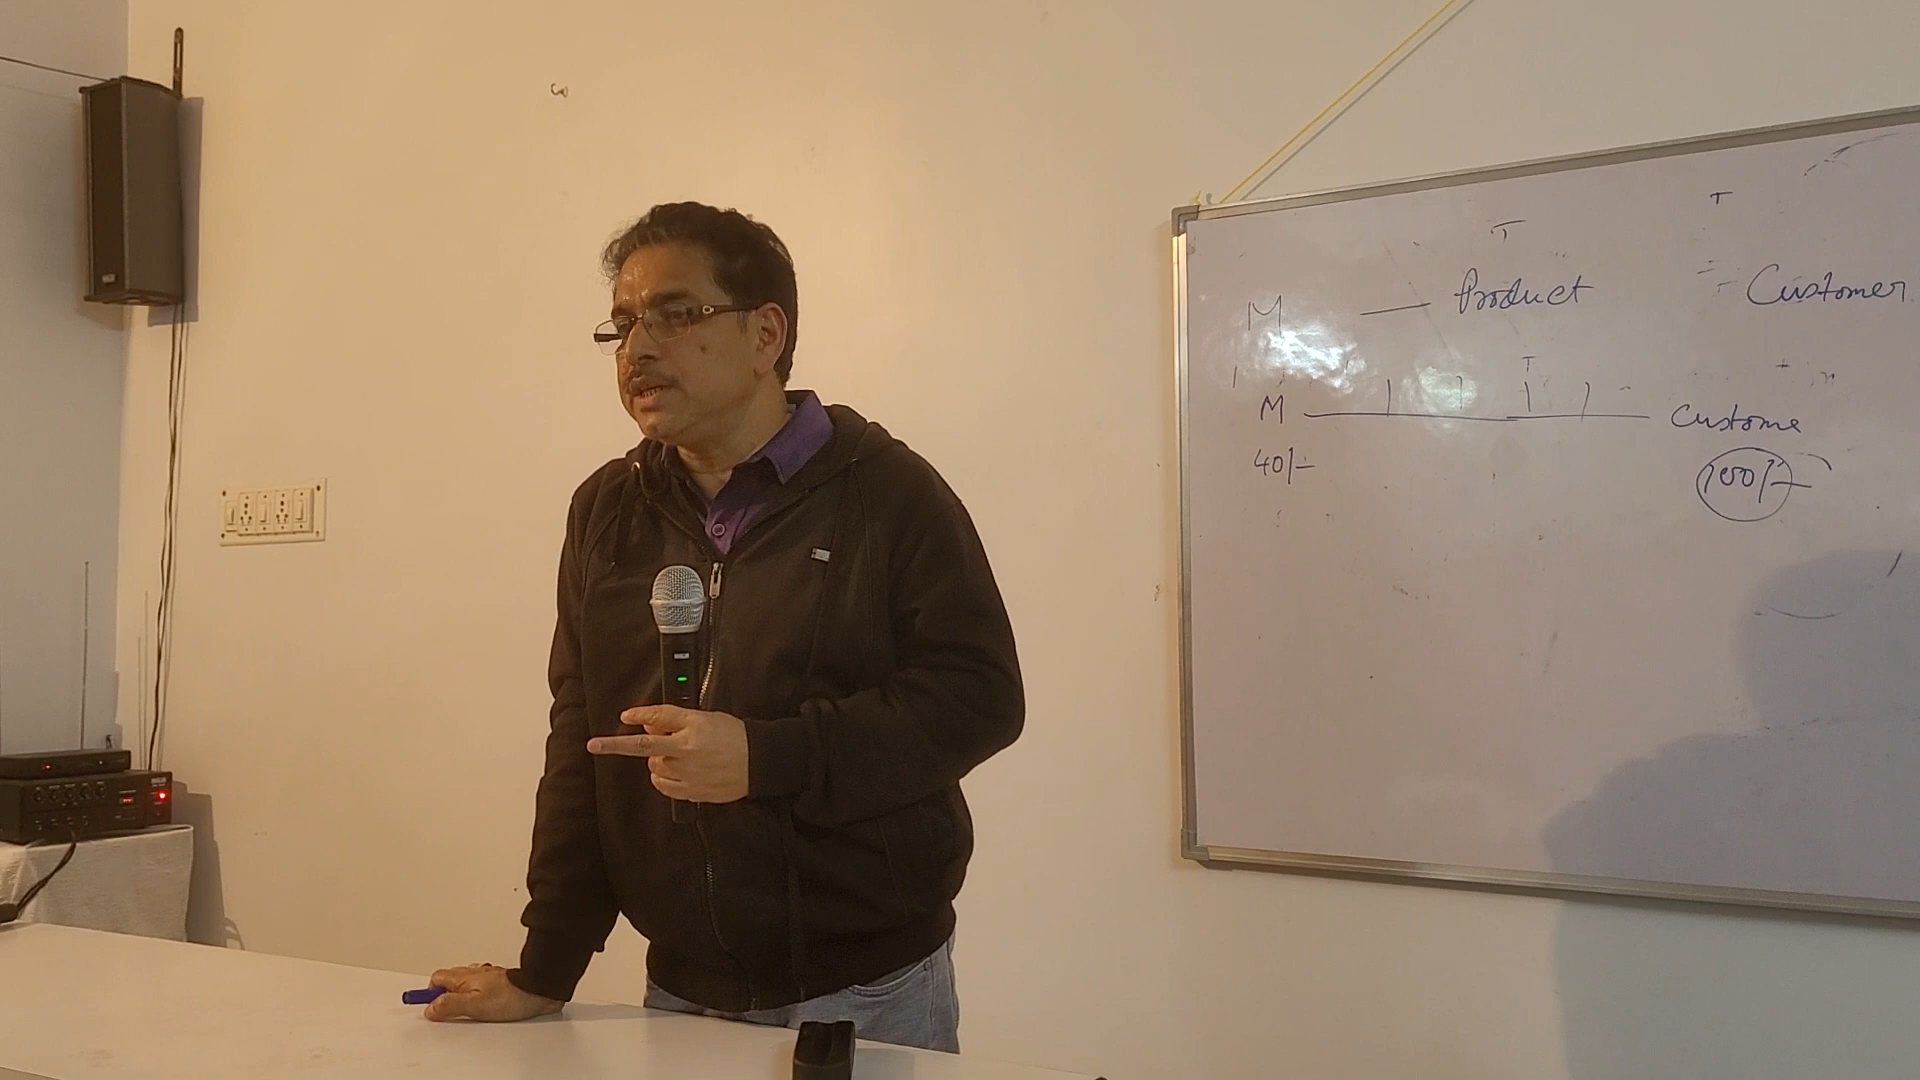 M — Product = Customer
M custome
40/- 100/-